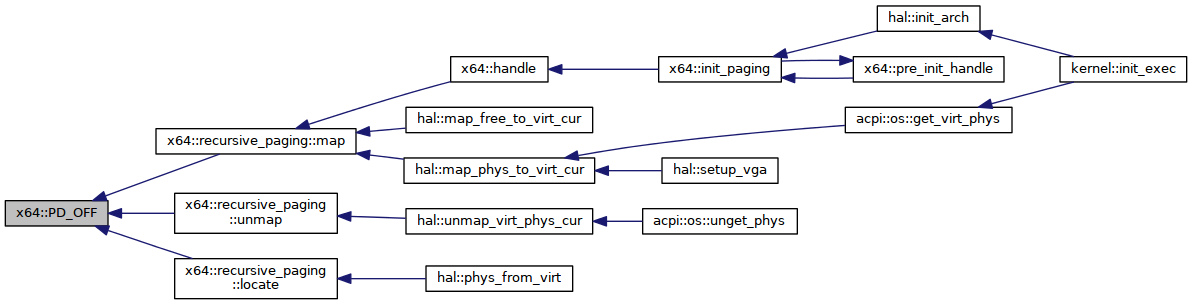 hal::init_arch
x64::handle
x64::init_paging
x64::pre_init_handle
kernel::init_exec
hal::map_free_to_virt_cur
acpi::os::get_virt_phys
x64::recursive_paging::map
hal::map_phys_to_virt_cur
hal::setup_vga
x64::PD_OFF
x64::recursive_paging
::unmap
hal::unmap_virt_phys_cur
acpi::os::unget_phys
x64::recursive_paging
::locate
hal::phys_from_virt